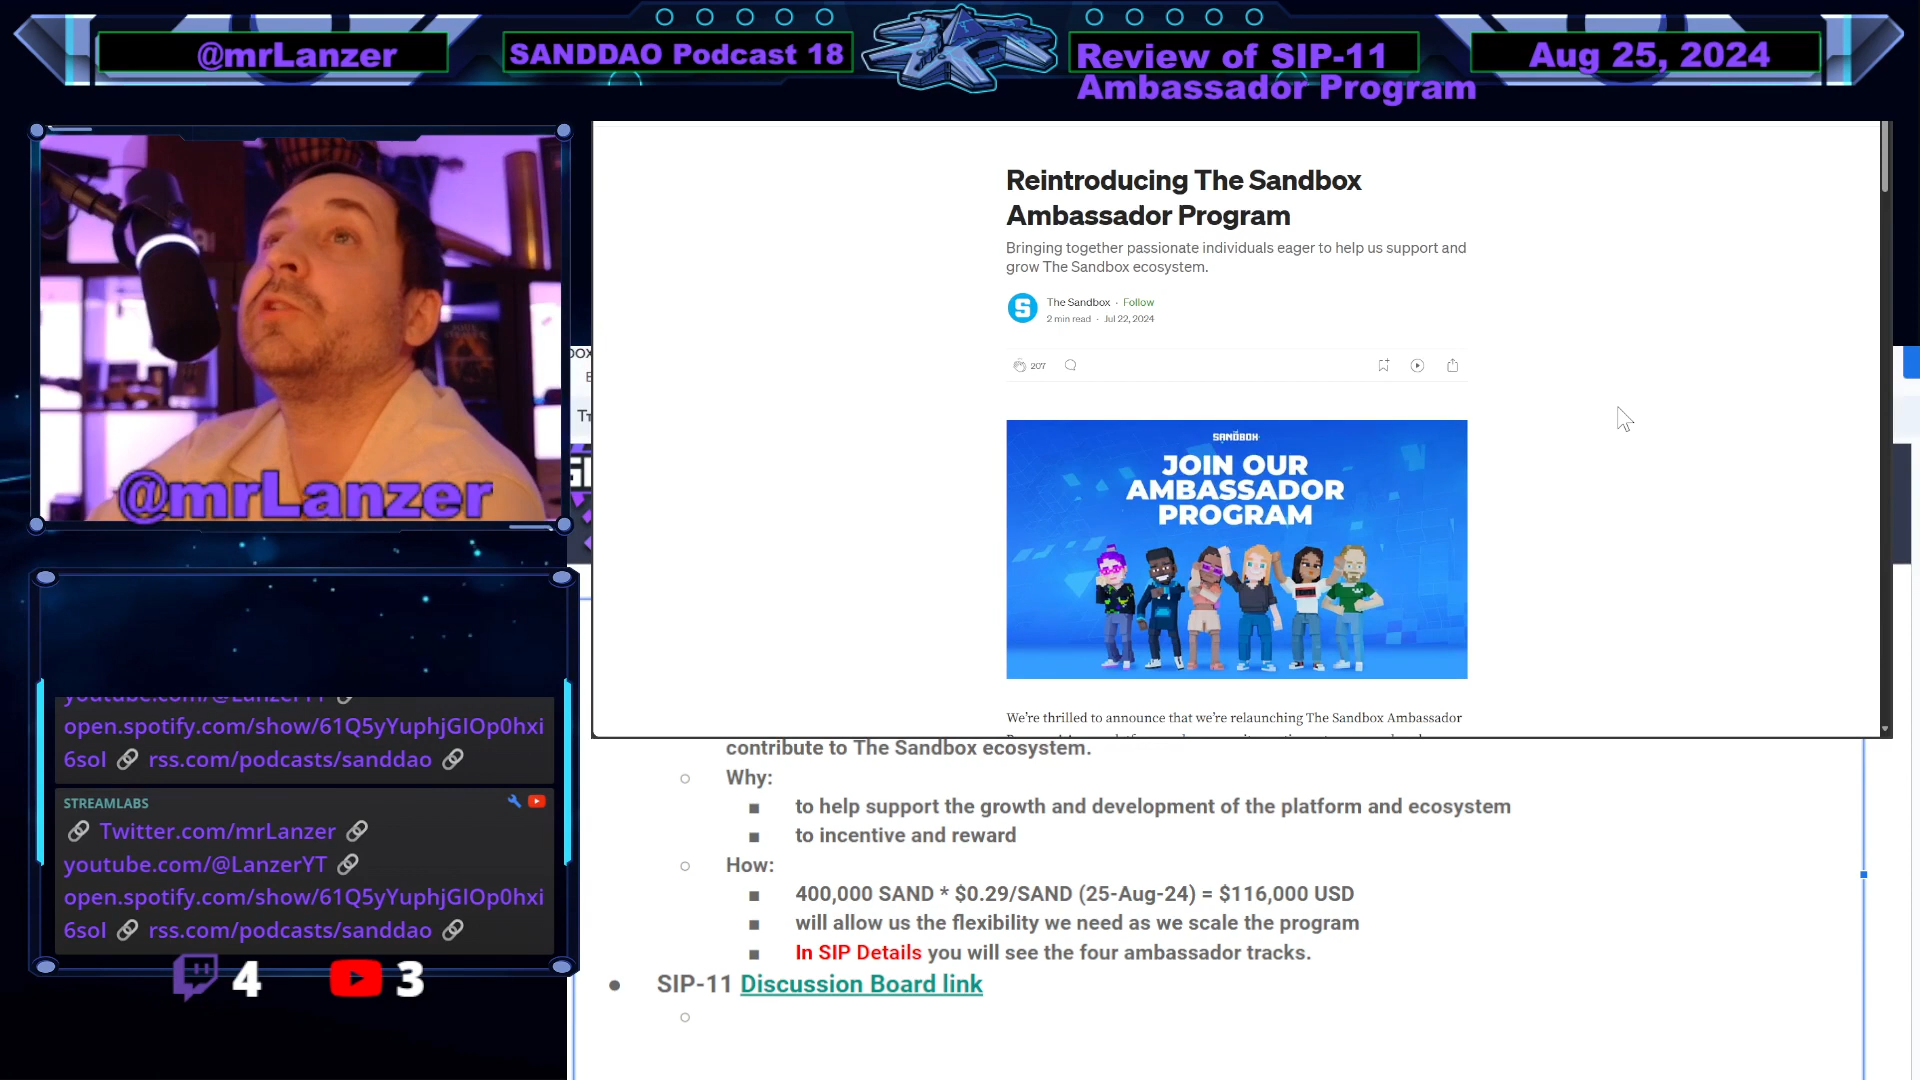 @mrLanzer
SANDDAO Podcast 18
Review of SIP-11
Ambassador Program
Aug 25, 2024
@mrLanzer
Reintroducing The Sandbox
Ambassador Program
Bringing together passionate individuals eager to help us support and
grow The Sandbox ecosystem.
The Sandbox · Follow
2 min read · Jul 22, 2024
207
SANDBOX
JOIN OUR
AMBASSADOR
PROGRAM
We're thrilled to announce that we're relaunching The Sandbox Ambassador
contribute to The Sandbox ecosystem.
○ Why:
■ to help support the growth and development of the platform and ecosystem
■ to incentive and reward
○ How:
■ 400,000 SAND * $0.29/SAND (25-Aug-24) = $116,000 USD
■ will allow us the flexibility we need as we scale the program
■ In SIP Details you will see the four ambassador tracks.
● SIP-11 Discussion Board link
youtube.com/@LanzerYT
open.spotify.com/show/61Q5yYuphjGIOp0hxi
6sol 🔗 rss.com/podcasts/sanddao 🔗
STREAMLABS
🔗 Twitter.com/mrLanzer 🔗
youtube.com/@LanzerYT 🔗
open.spotify.com/show/61Q5yYuphjGIOp0hxi
6sol 🔗 rss.com/podcasts/sanddao 🔗
4
3